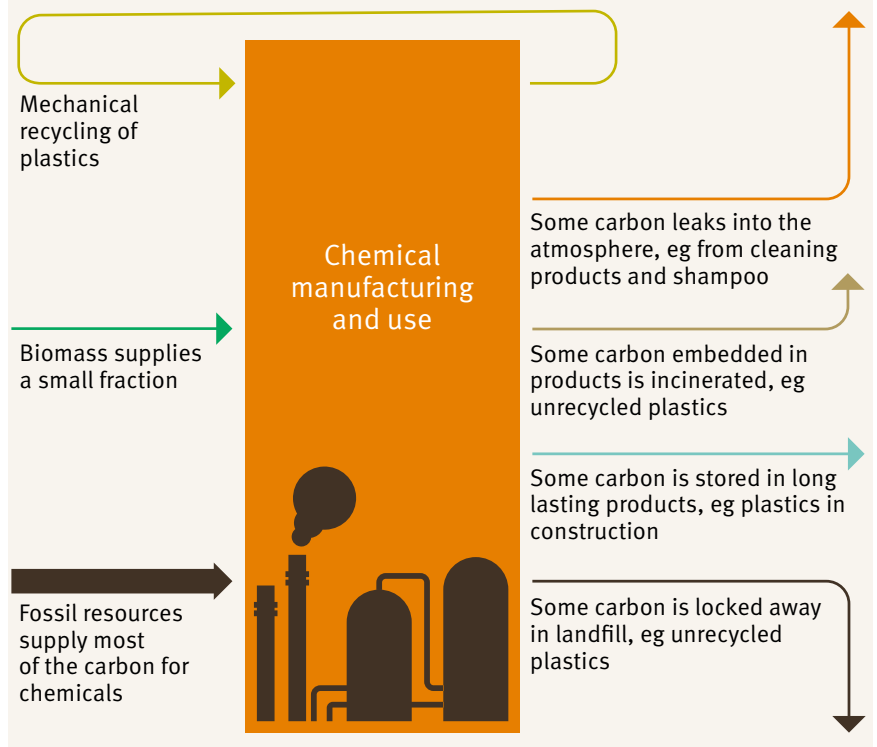 Mechanical
recycling of
plastics
Biomass supplies
a small fraction
Fossil resources
supply most
of the carbon for
chemicals
Chemical
manufacturing
and use
Some carbon leaks into the
atmosphere, eg from cleaning
products and shampoo
Some carbon embedded in
products is incinerated, eg
unrecycled plastics
Some carbon is stored in long
lasting products, eg plastics in
construction
Some carbon is locked away
in landfill, eg unrecycled
plastics